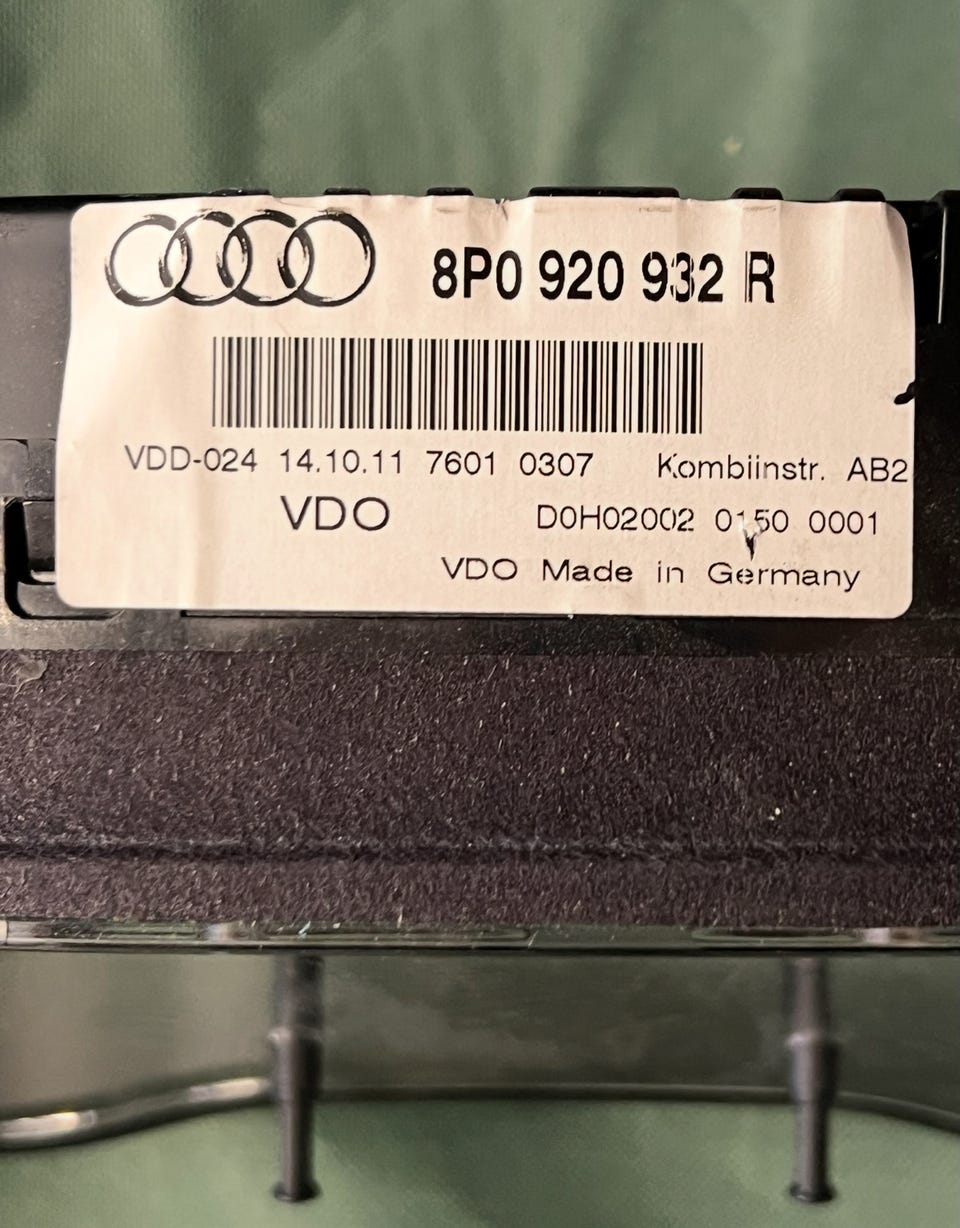 8P0 920 932 R
VDD-024 14.10.11 7601 0307 Kombiinstr. AB2
VDO D0H02002 0150 0001
VDO Made in Germany